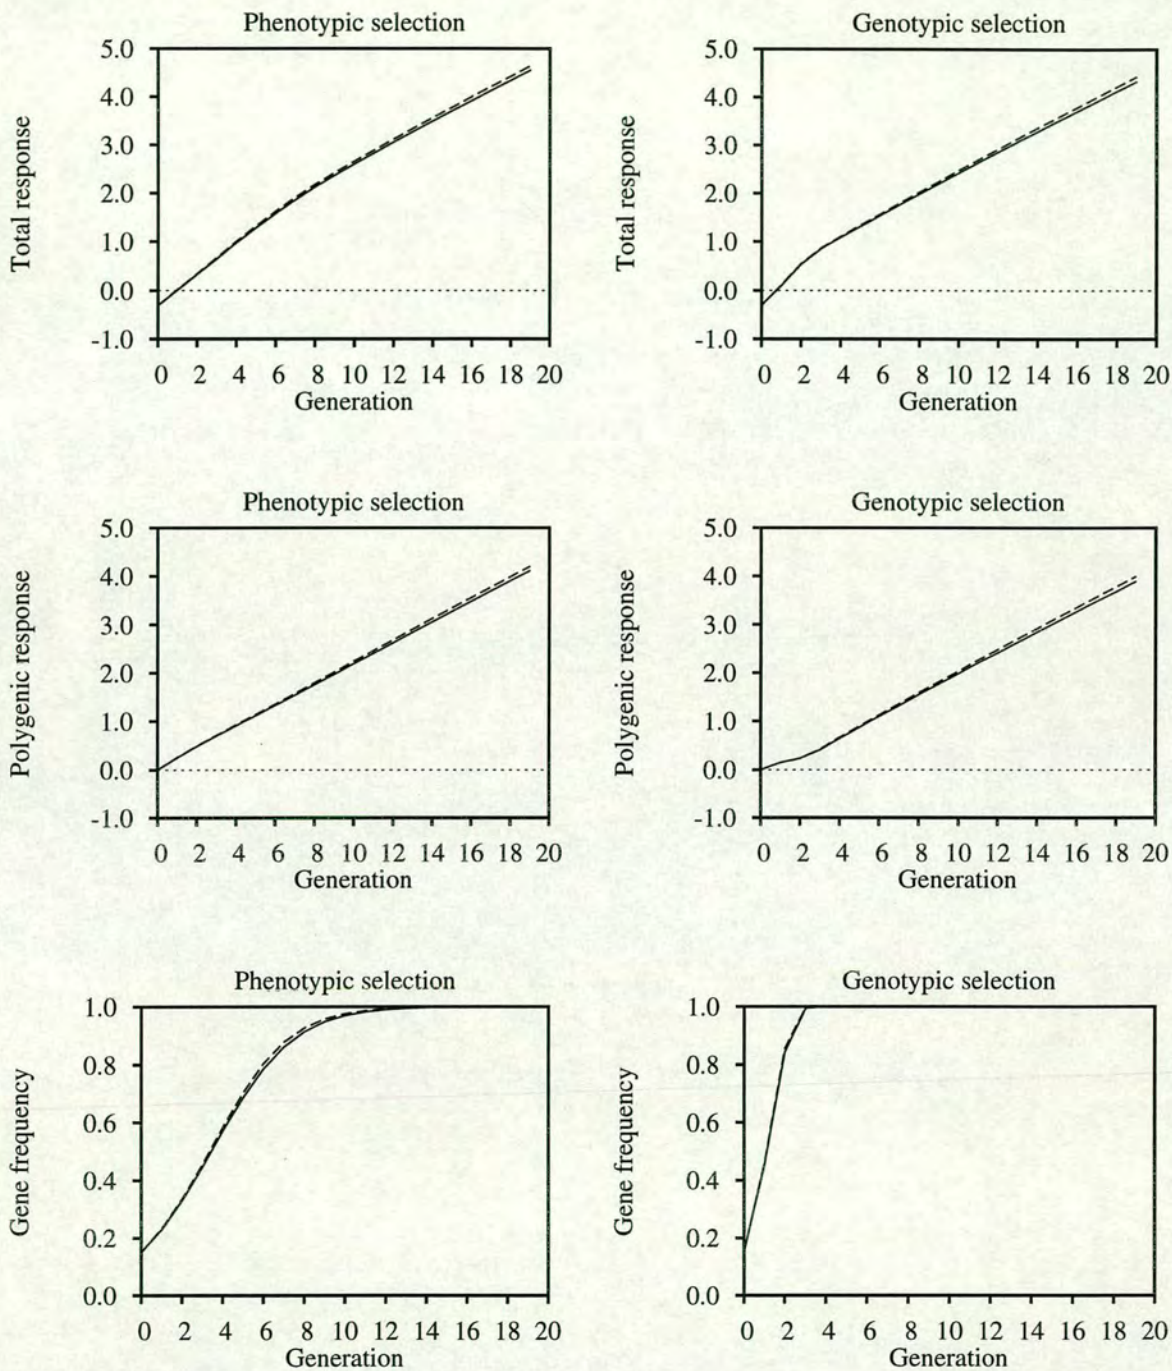 Phenotypic selection
Total response
5.0
4.0
3.0
2.0
1.0
0.0
-1.0
0 2 4 6 8 10 12 14 16 18 20
Generation
Genotypic selection
Total response
5.0
4.0
3.0
2.0
1.0
0.0
-1.0
0 2 4 6 8 10 12 14 16 18 20
Generation
Phenotypic selection
Polygenic response
5.0
4.0
3.0
2.0
1.0
0.0
-1.0
0 2 4 6 8 10 12 14 16 18 20
Generation
Genotypic selection
Polygenic response
5.0
4.0
3.0
2.0
1.0
0.0
-1.0
0 2 4 6 8 10 12 14 16 18 20
Generation
Phenotypic selection
Gene frequency
1.0
0.8
0.6
0.4
0.2
0.0
0 2 4 6 8 10 12 14 16 18 20
Generation
Genotypic selection
Gene frequency
1.0
0.8
0.6
0.4
0.2
0.0
0 2 4 6 8 10 12 14 16 18 20
Generation